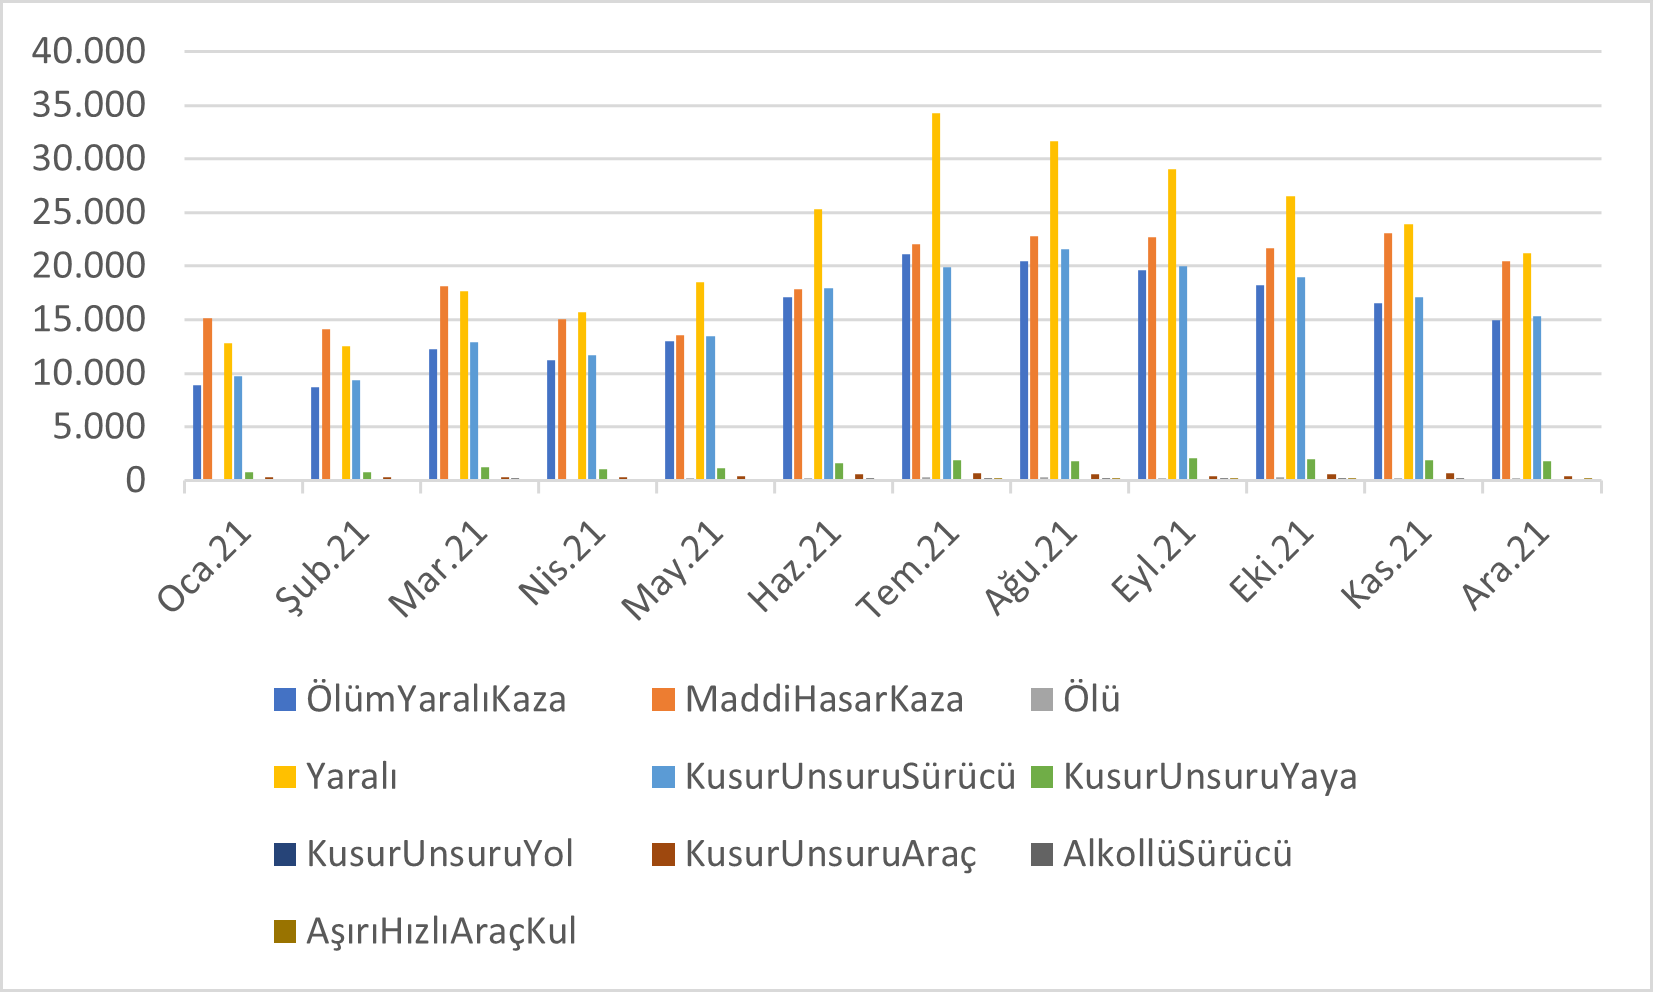 40.000
35.000
30.000
25.000
20.000
15.000
10.000
5.000
0
Oca.21
Şub.21
Mar.21
Nis.21
May.21
Haz.21
Tem.21
Ağu.21
Eyl.21
Eki.21
Kas.21
Ara.21
ÖlümYaralıKaza MaddiHasarKaza Ölü
Yaralı KusurUnsuruSürücü KusurUnsuruYaya
KusurUnsuruYol KusurUnsuruAraç AlkollüSürücü
AşırıHızlıAraçKul